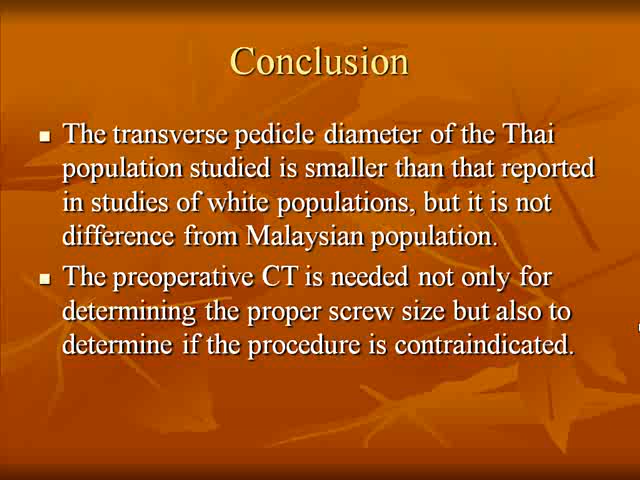 Conclusion
The transverse pedicle diameter of the Thai
population studied is smaller than that reported
in studies of white populations, but it is not
difference from Malaysian population.
The preoperative CT is needed not only for
determining the proper screw size but also to
determine if the procedure is contraindicated.